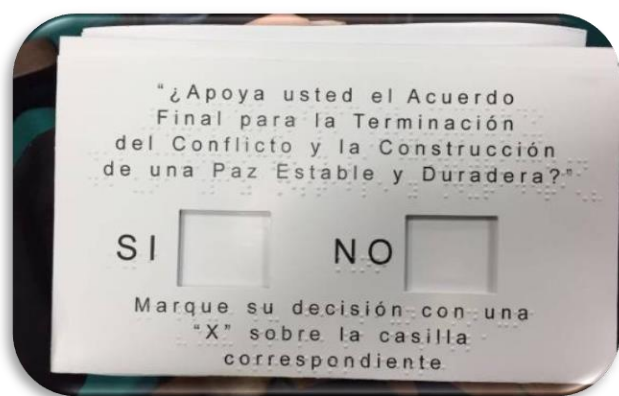 "¿Apoya usted el Acuerdo
Final para la Terminación
del Conflicto y la Construcción
de una Paz Estable y Duradera?"
SI NO
Marque su decisión con una
"X" sobre la casilla
correspondiente